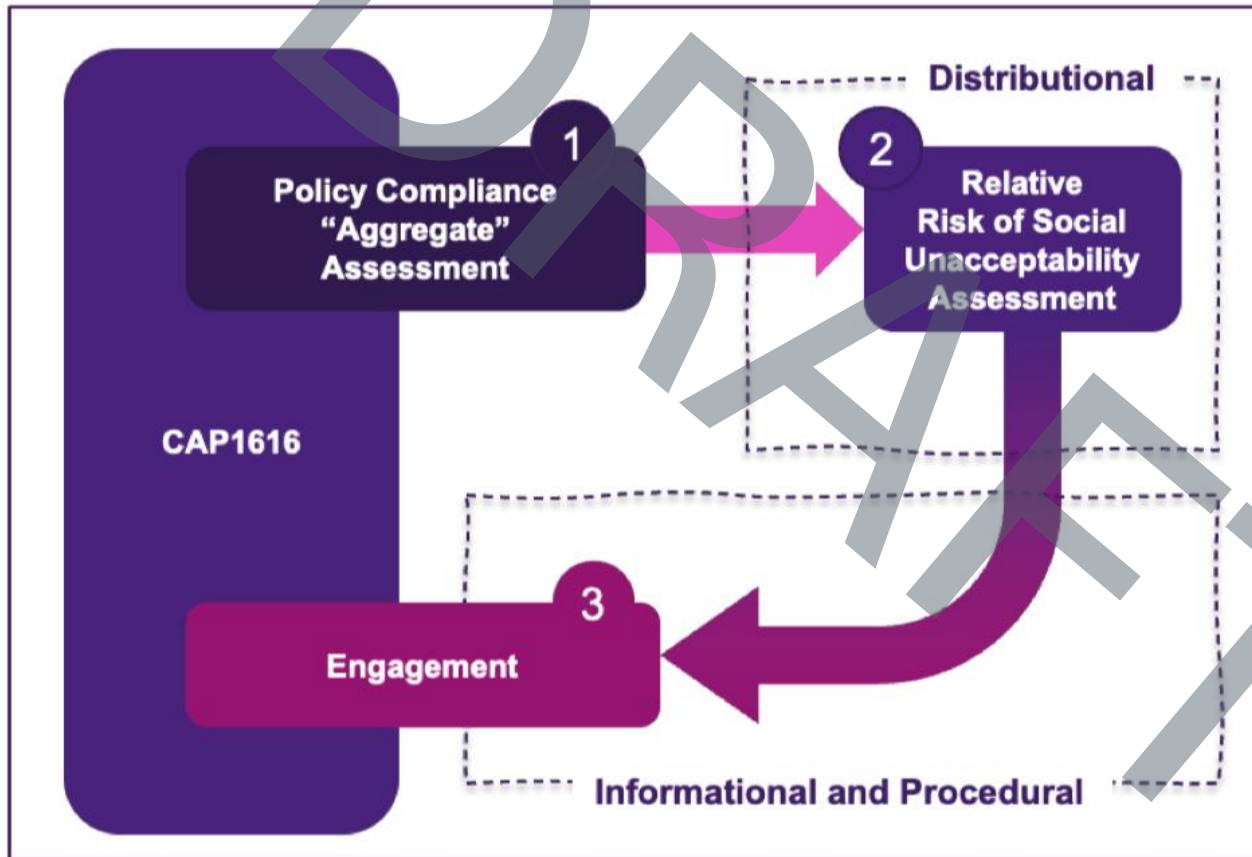 Distributional
1
Policy Compliance
“Aggregate”
Assessment
2
Relative
Risk of Social
Unacceptability
Assessment
CAP1616
3
Engagement
Informational and Procedural
DRAFT